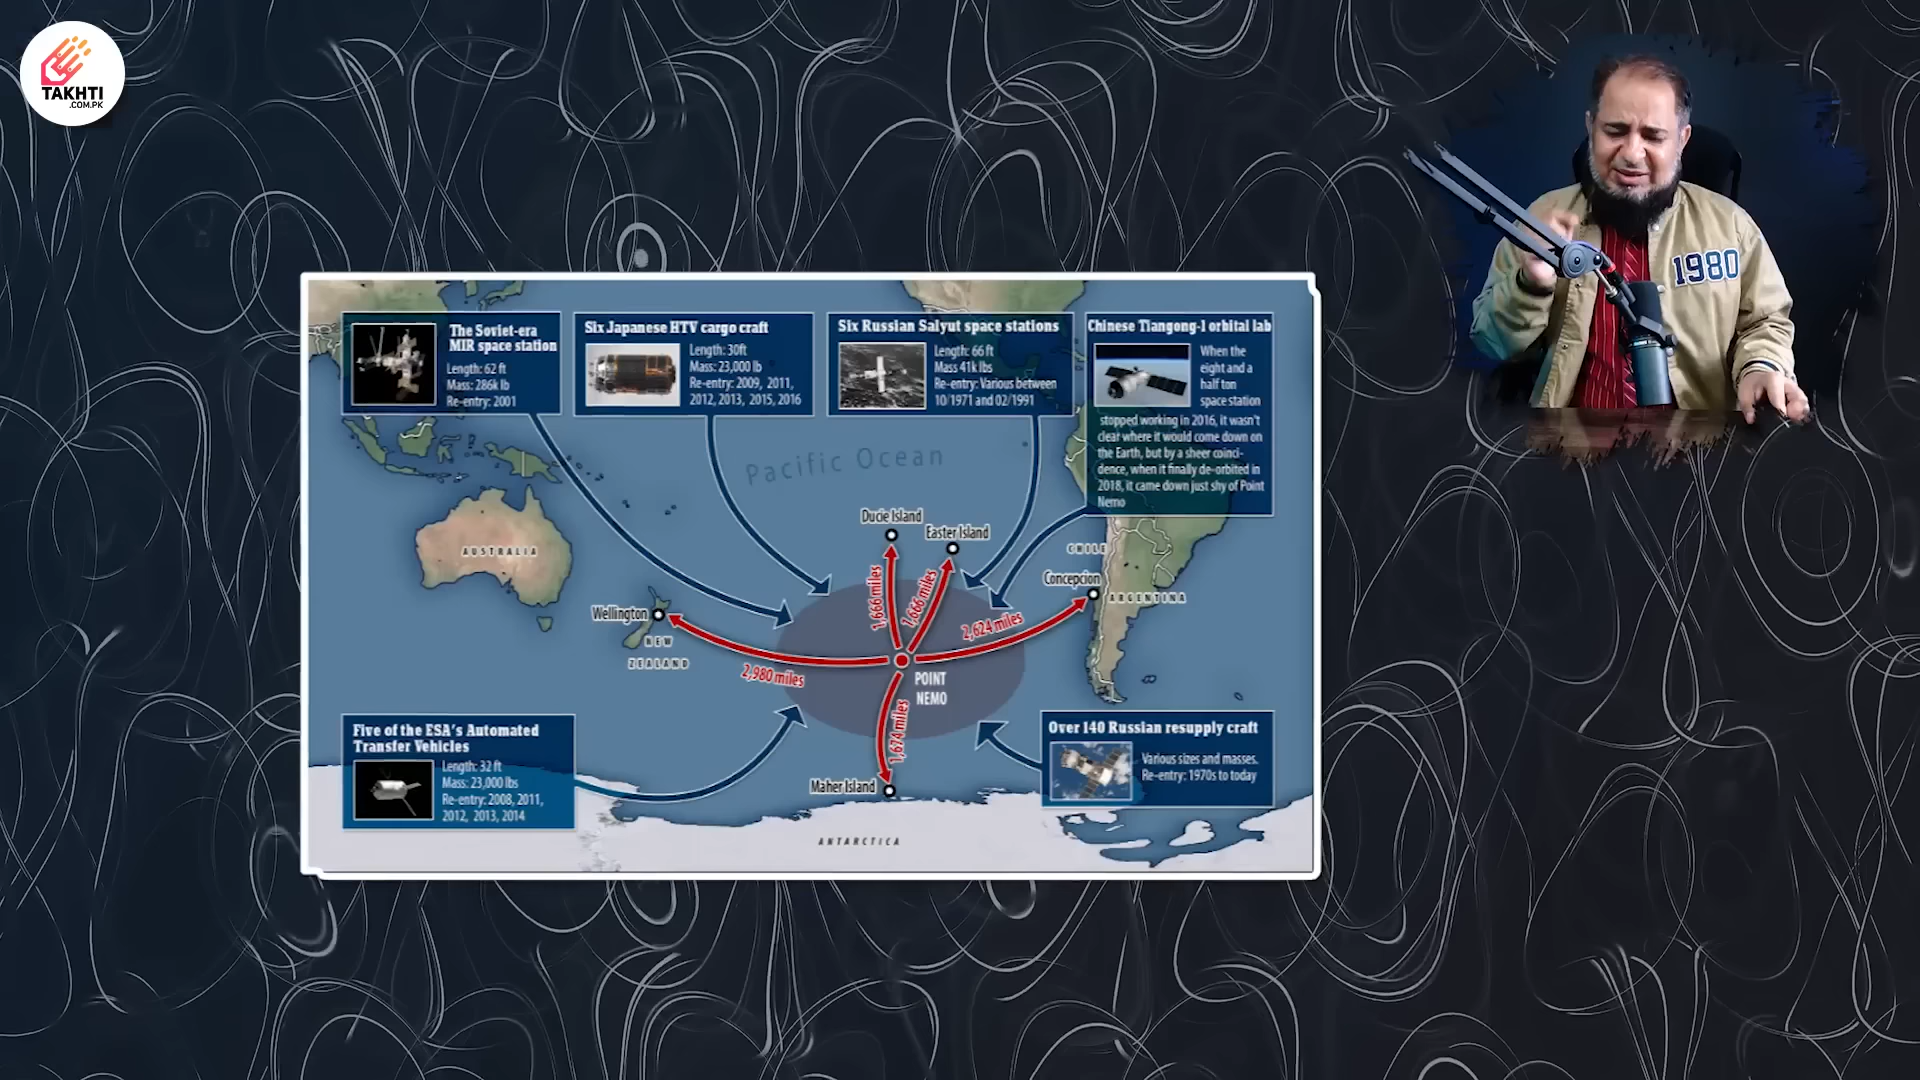 TAKHTI
.COM.PK
1980
The Soviet-era
MIR space station
Length: 62 ft
Mass: 286k lb
Re-entry: 2001
Six Japanese HTV cargo craft
Length: 30ft
Mass: 23,000 lb
Re-entry: 2009, 2011,
2012, 2013, 2015, 2016
Six Russian Salyut space stations
Length: 66 ft
Mass 41k lbs
Re-entry: Various between
10/1971 and 02/1991
Chinese Tiangong-1 orbital lab
When the
eight and a
half ton
space station
stopped working in 2016, it wasn't
clear where it would come down on
the Earth, but by a sheer coinci-
dence, when it finally de-orbited in
2018, it came down just shy of Point
Nemo
Pacific Ocean
Ducie Island
Easter Island
AUSTRALIA
CHILE
Concepcion
ARGENTINA
Wellington
NEW
ZEALAND
1,666 miles
1,666 miles
2,624 miles
2,980 miles
POINT
NEMO
1,674 miles
Maher Island
ANTARCTICA
Five of the ESA's Automated
Transfer Vehicles
Length: 32 ft
Mass: 23,000 lbs
Re-entry: 2008, 2011,
2012, 2013, 2014
Over 140 Russian resupply craft
Various sizes and masses.
Re-entry: 1970s to today